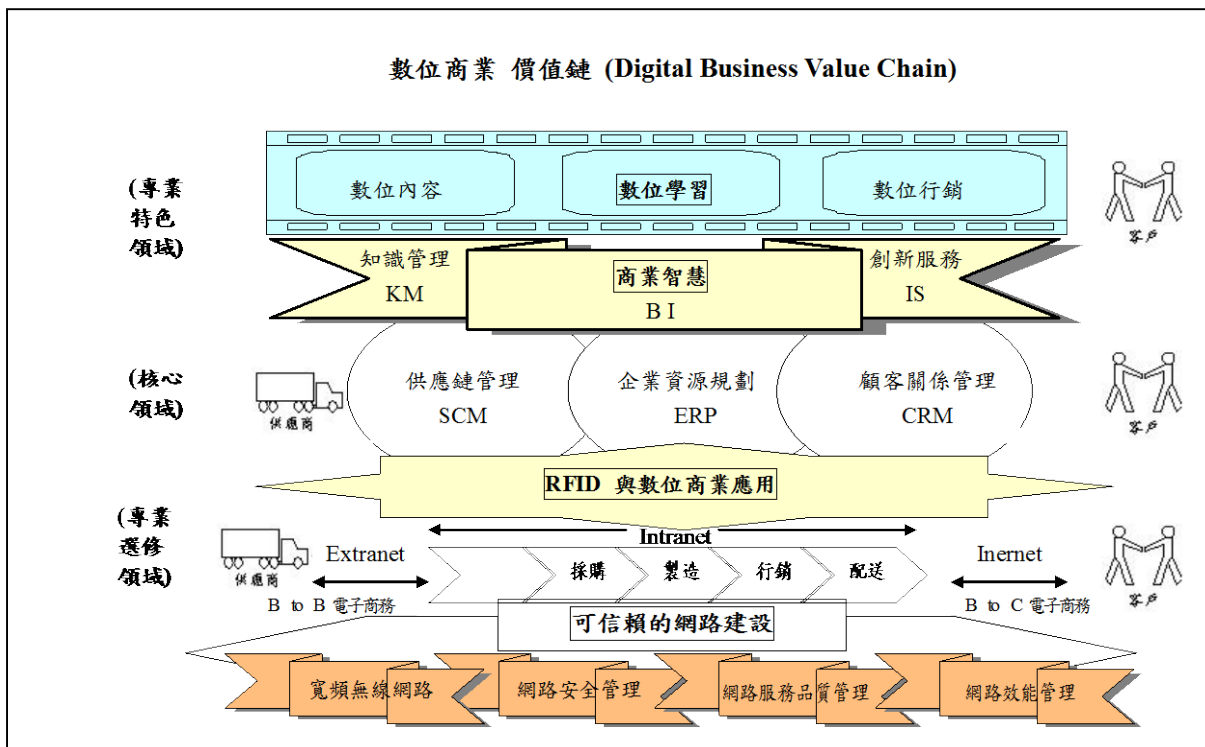 數位商業 價值鏈 (Digital Business Value Chain)
(專業
特色
領域)
數位內容
數位學習
數位行銷
客戶
知識管理
KM
商業智慧
B I
創新服務
IS
(核心
領域)
供應商
供應鏈管理
SCM
企業資源規劃
ERP
顧客關係管理
CRM
客戶
RFID 與數位商業應用
(專業
選修
領域)
供應商
Extranet
B to B 電子商務
Intranet
採購
製造
行銷
配送
Inernet
B to C 電子商務
客戶
可信賴的網路建設
寬頻無線網路
網路安全管理
網路服務品質管理
網路效能管理